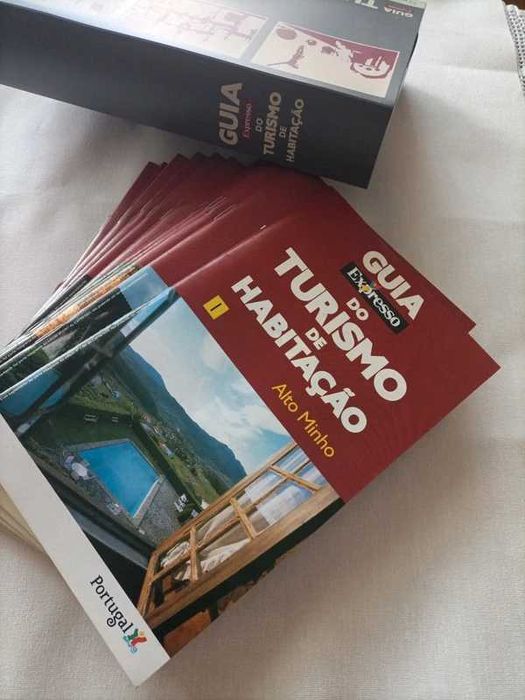 GUIA
Expresso
DO
TURISMO
DE
HABITAÇÃO
GUIA
Expresso
DO
TURISMO
DE
HABITAÇÃO
1
Alto Minho
Portugal